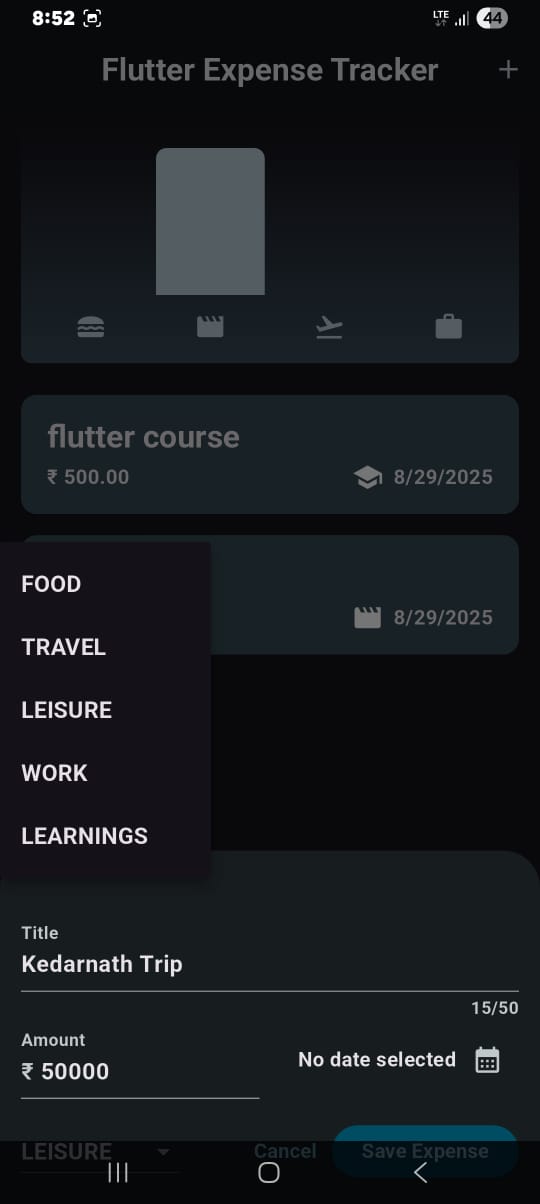 8:52 LTE 44
Flutter Expense Tracker +
flutter course
₹ 500.00 8/29/2025
8/29/2025
FOOD
TRAVEL
LEISURE
WORK
LEARNINGS
Title
Kedarnath Trip
15/50
Amount
₹ 50000 No date selected
LEISURE Cancel Save Expense